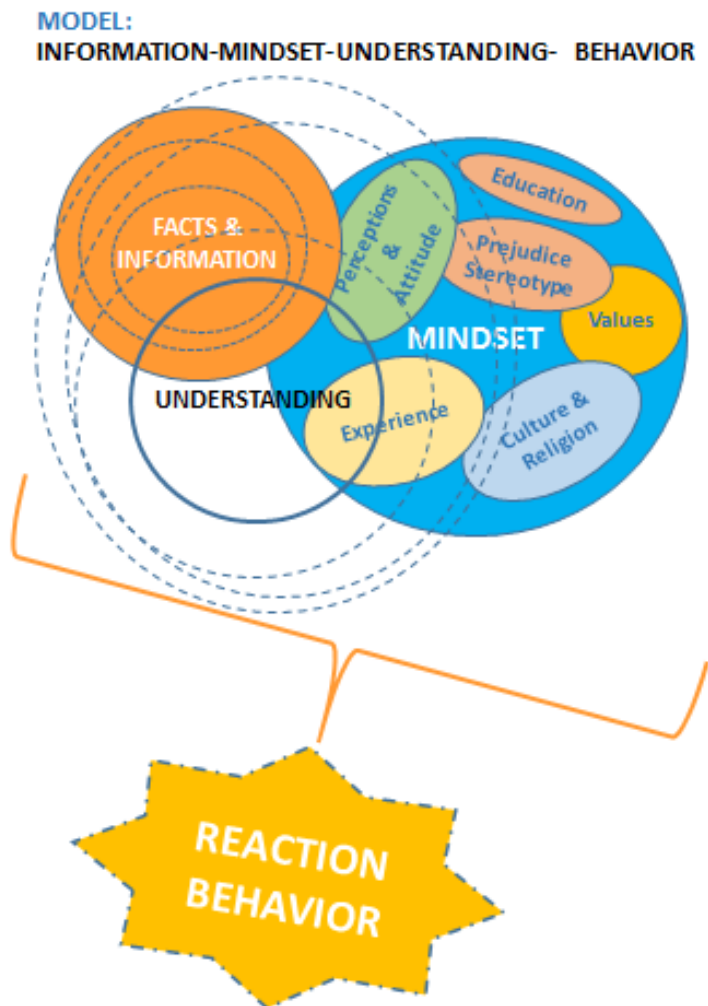 MODEL:
INFORMATION-MINDSET-UNDERSTANDING- BEHAVIOR
FACTS &
INFORMATION
Perceptions
&
Attitude
Education
Prejudice
Stereotype
Values
MINDSET
UNDERSTANDING
Experience
Culture &
Religion
REACTION
BEHAVIOR